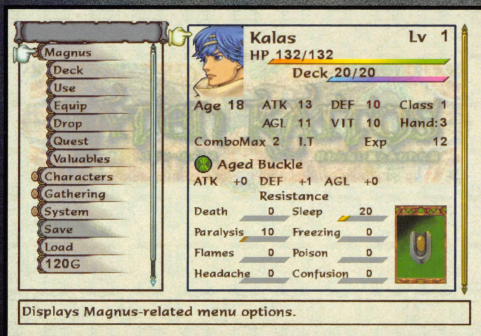 Magnus
Deck
Use
Equip
Drop
Quest
Valuables
Characters
Gathering
System
Save
Load
120G
Kalas Lv 1
HP 132/132
Deck 20/20
Age 18 ATK 13 DEF 10 Class 1
AGL 11 VIT 10 Hand:3
ComboMax 2 I.T Exp 12
Aged Buckle
ATK +0 DEF +1 AGL +0
Resistance
Death 0 Sleep 20
Paralysis 10 Freezing 0
Flames 0 Poison 0
Headache 0 Confusion 0
Displays Magnus-related menu options.